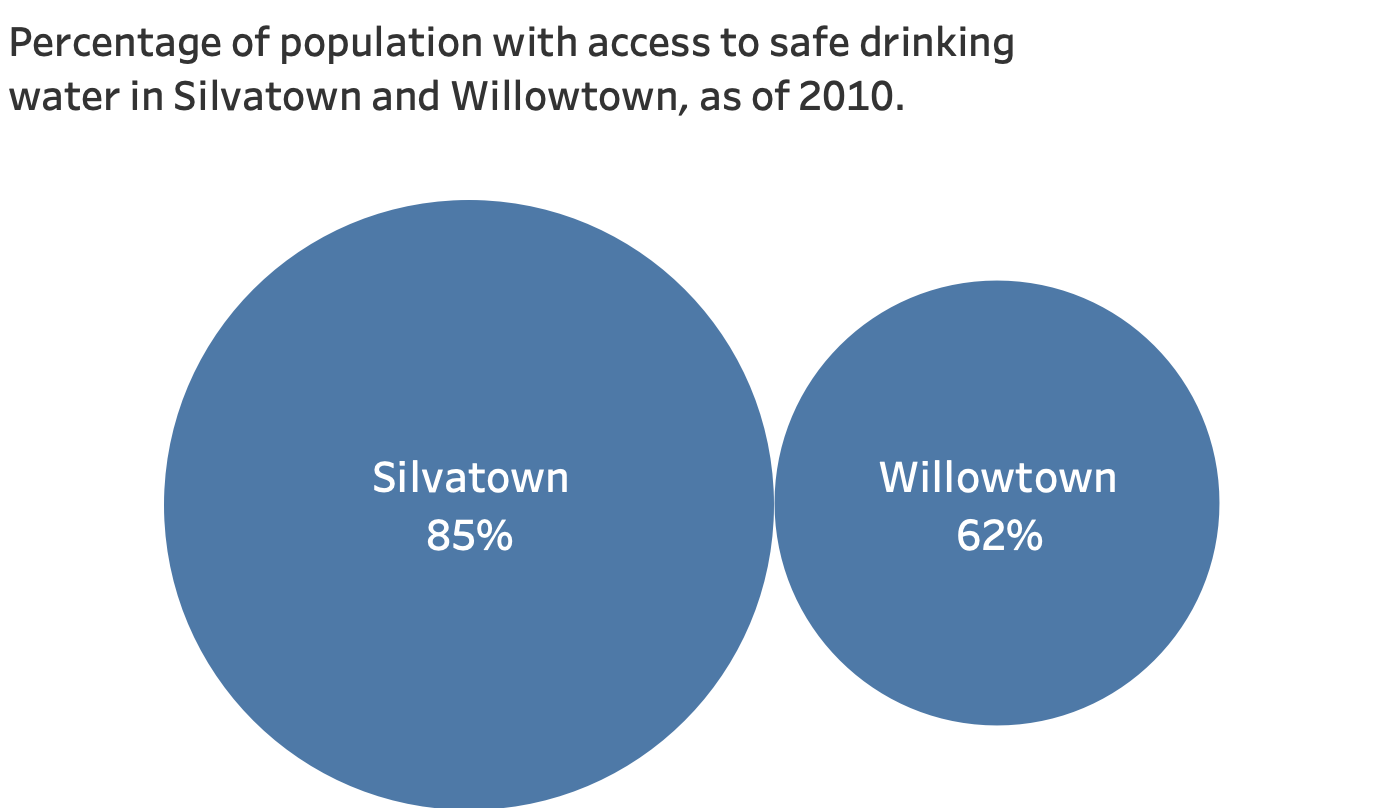 Percentage of population with access to safe drinking
water in Silvatown and Willowtown, as of 2010.
Silvatown
85%
Willowtown
62%